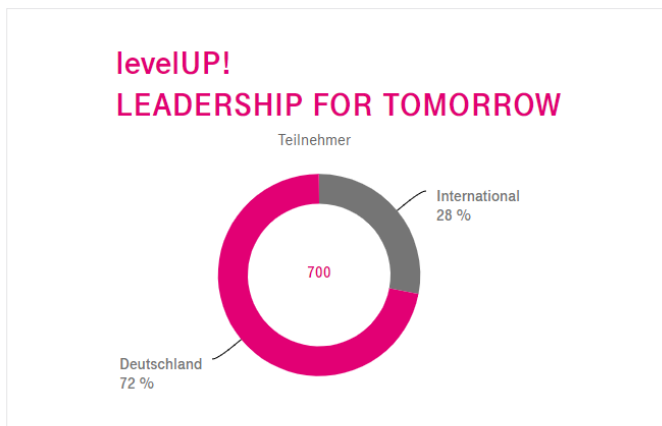 levelUP!
LEADERSHIP FOR TOMORROW
Teilnehmer
International
28 %
700
Deutschland
72 %